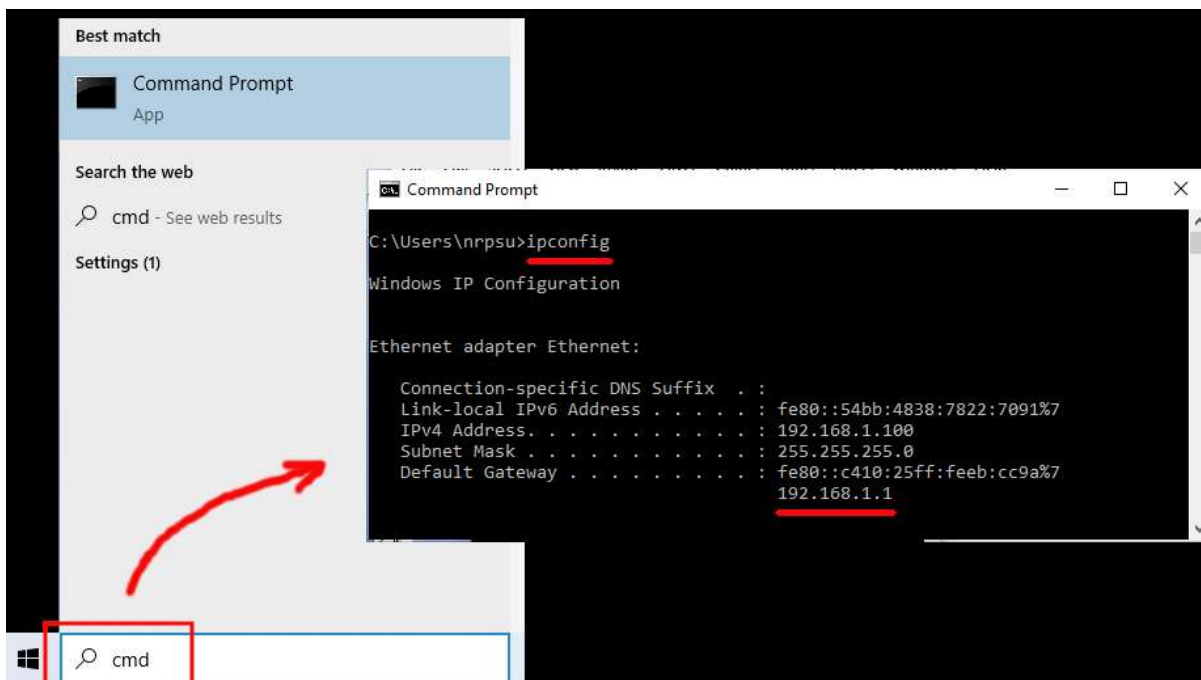 Best match
Command Prompt
App
Search the web
cmd - See web results
Settings (1)
cmd
Command Prompt
C:\Users\nrpsu>ipconfig
Windows IP Configuration
Ethernet adapter Ethernet:
Connection-specific DNS Suffix . :
Link-local IPv6 Address . . . . . : fe80::54bb:4838:7822:7091%7
IPv4 Address. . . . . . . . . . . : 192.168.1.100
Subnet Mask . . . . . . . . . . . : 255.255.255.0
Default Gateway . . . . . . . . . : fe80::c410:25ff:feeb:cc9a%7
192.168.1.1